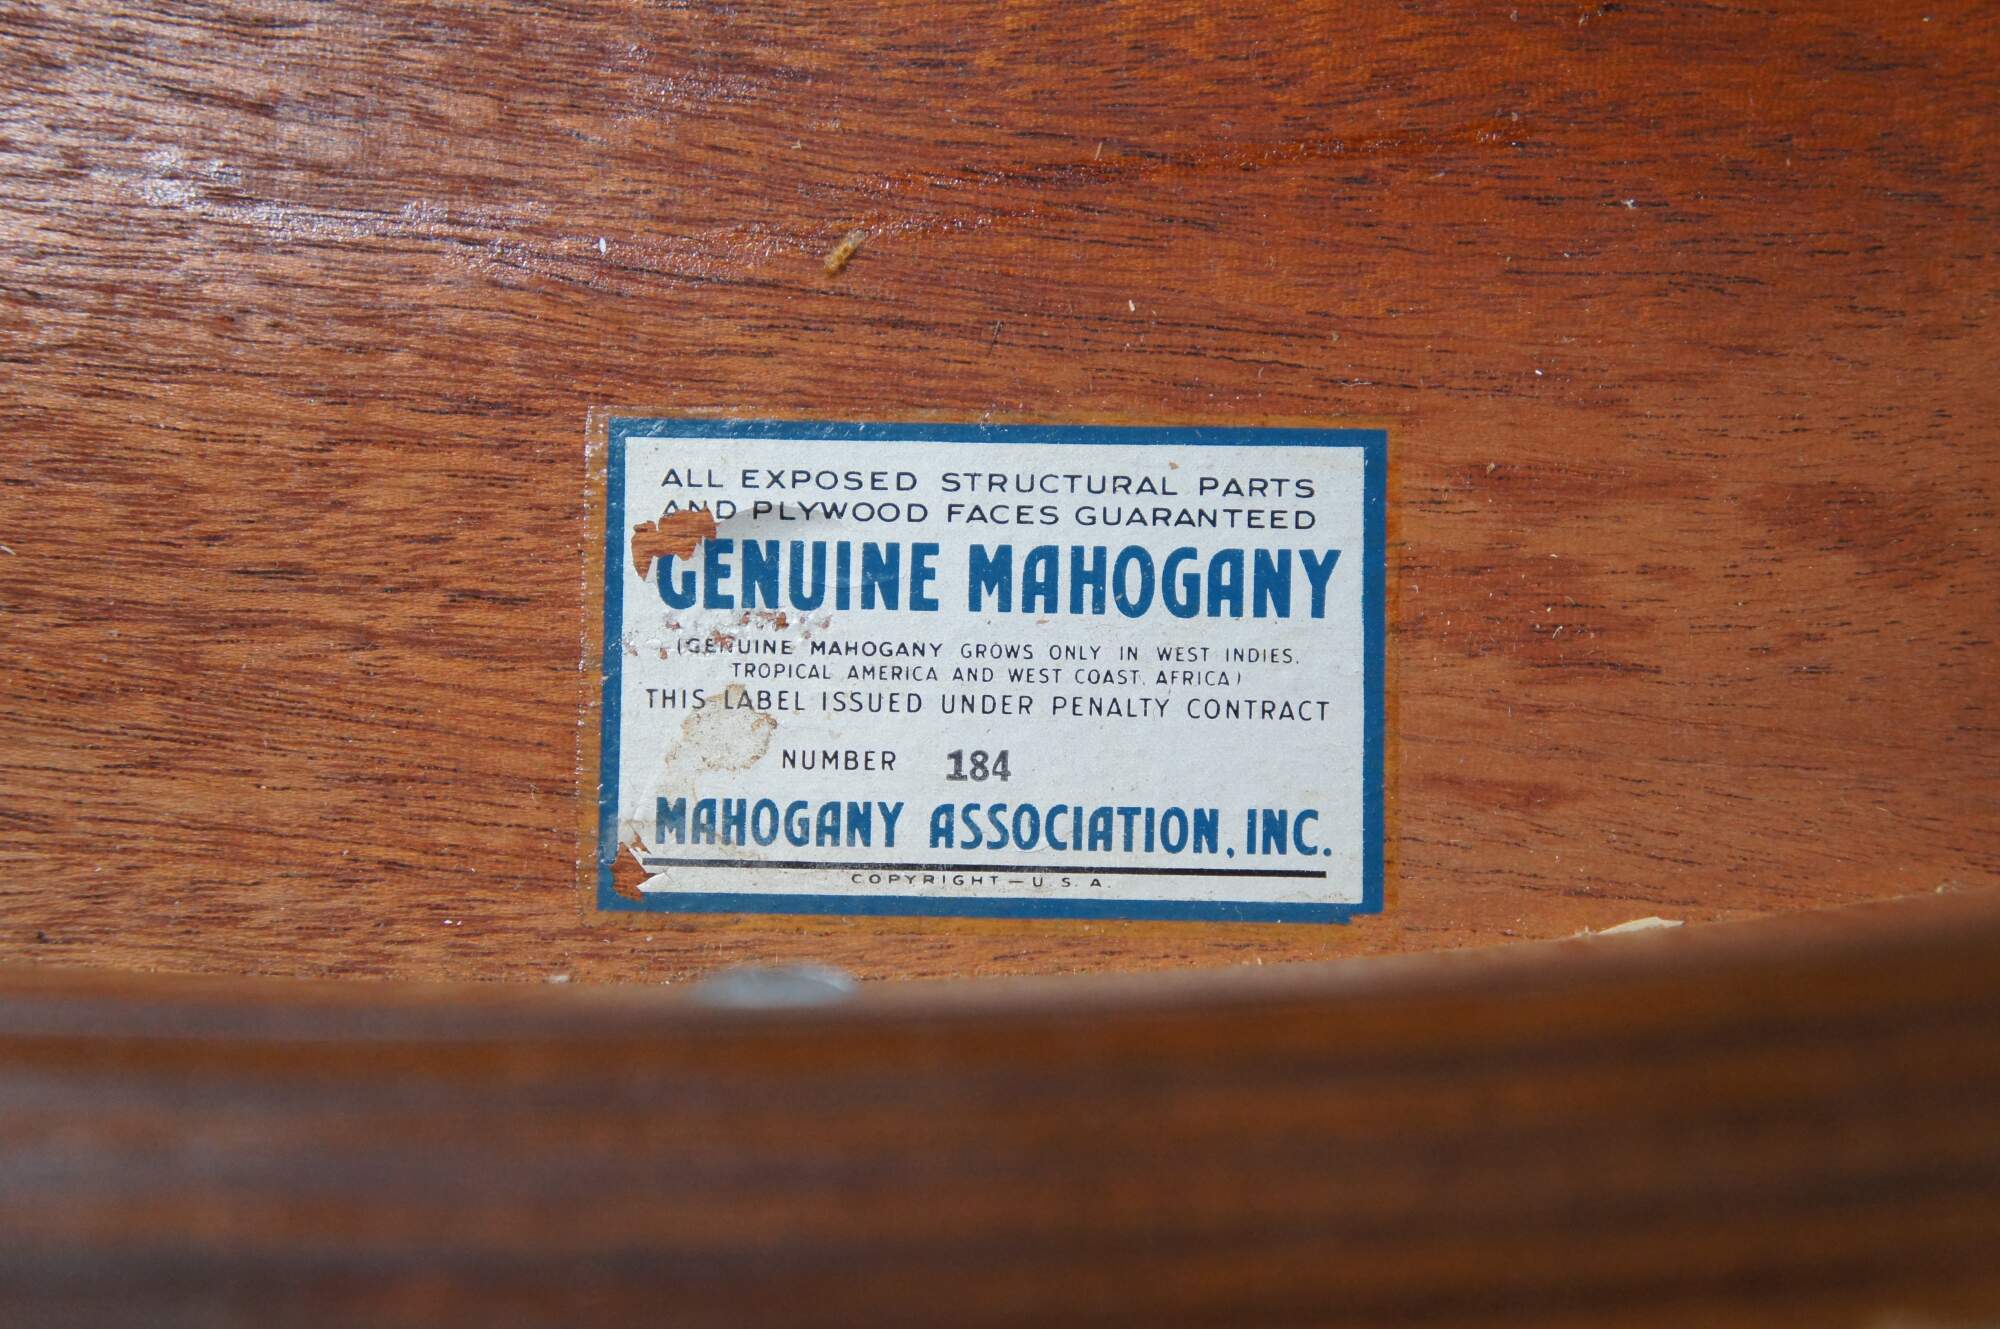 ALL EXPOSED STRUCTURAL PARTS
AND PLYWOOD FACES GUARANTEED
GENUINE MAHOGANY
(GENUINE MAHOGANY GROWS ONLY IN WEST INDIES,
TROPICAL AMERICA AND WEST COAST, AFRICA)
THIS LABEL ISSUED UNDER PENALTY CONTRACT
NUMBER 184
MAHOGANY ASSOCIATION, INC.
COPYRIGHT—U.S.A.